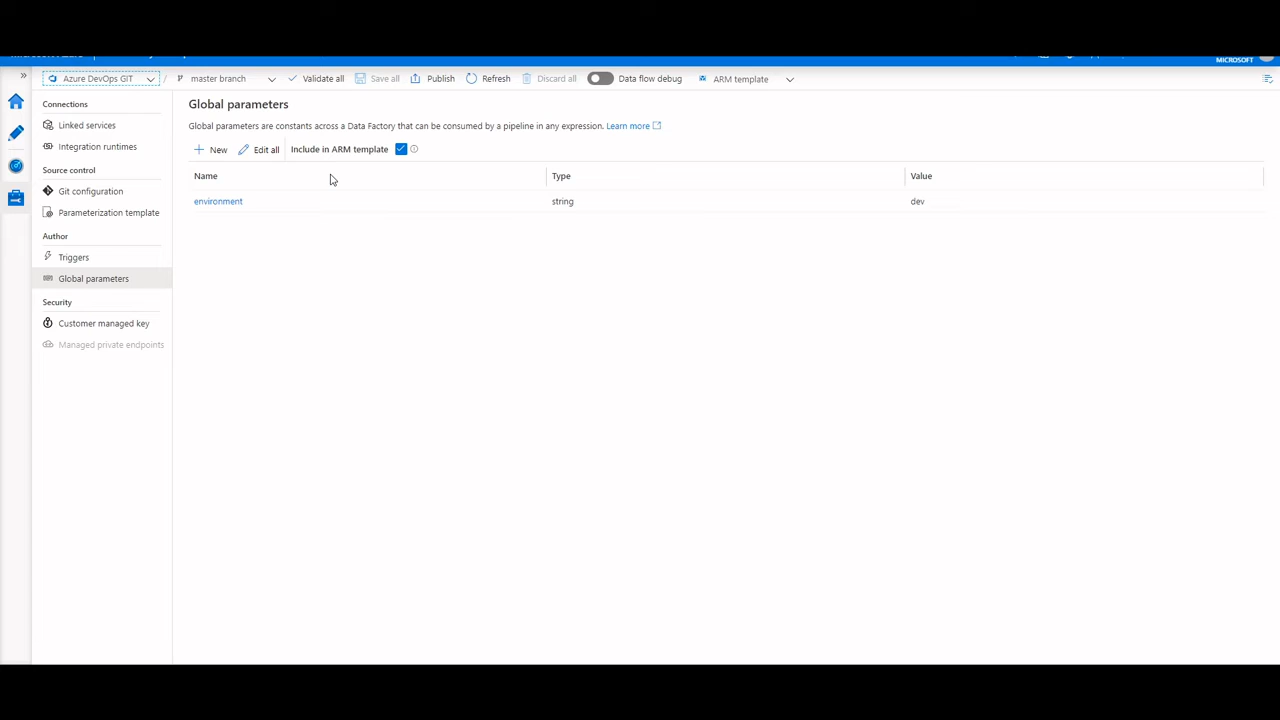 MICROSOFT
Azure DevOps GIT
/
master branch
Validate all
Save all
Publish
Refresh
Discard all
Data flow debug
ARM template
Connections
Linked services
Integration runtimes
Source control
Git configuration
Parameterization template
Author
Triggers
Global parameters
Security
Customer managed key
Managed private endpoints
Global parameters
Global parameters are constants across a Data Factory that can be consumed by a pipeline in any expression. Learn more
New
Edit all
Include in ARM template
Name Type Value
environment string dev